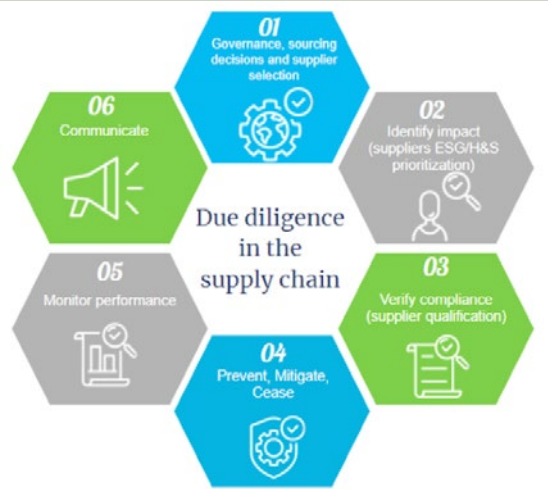 01
Governance, sourcing
decisions and supplier
selection
02
Identify impact
(suppliers ESG/H&S
prioritization)
03
Verify compliance
(supplier qualification)
04
Prevent, Mitigate,
Cease
05
Monitor performance
06
Communicate
Due diligence
in the
supply chain